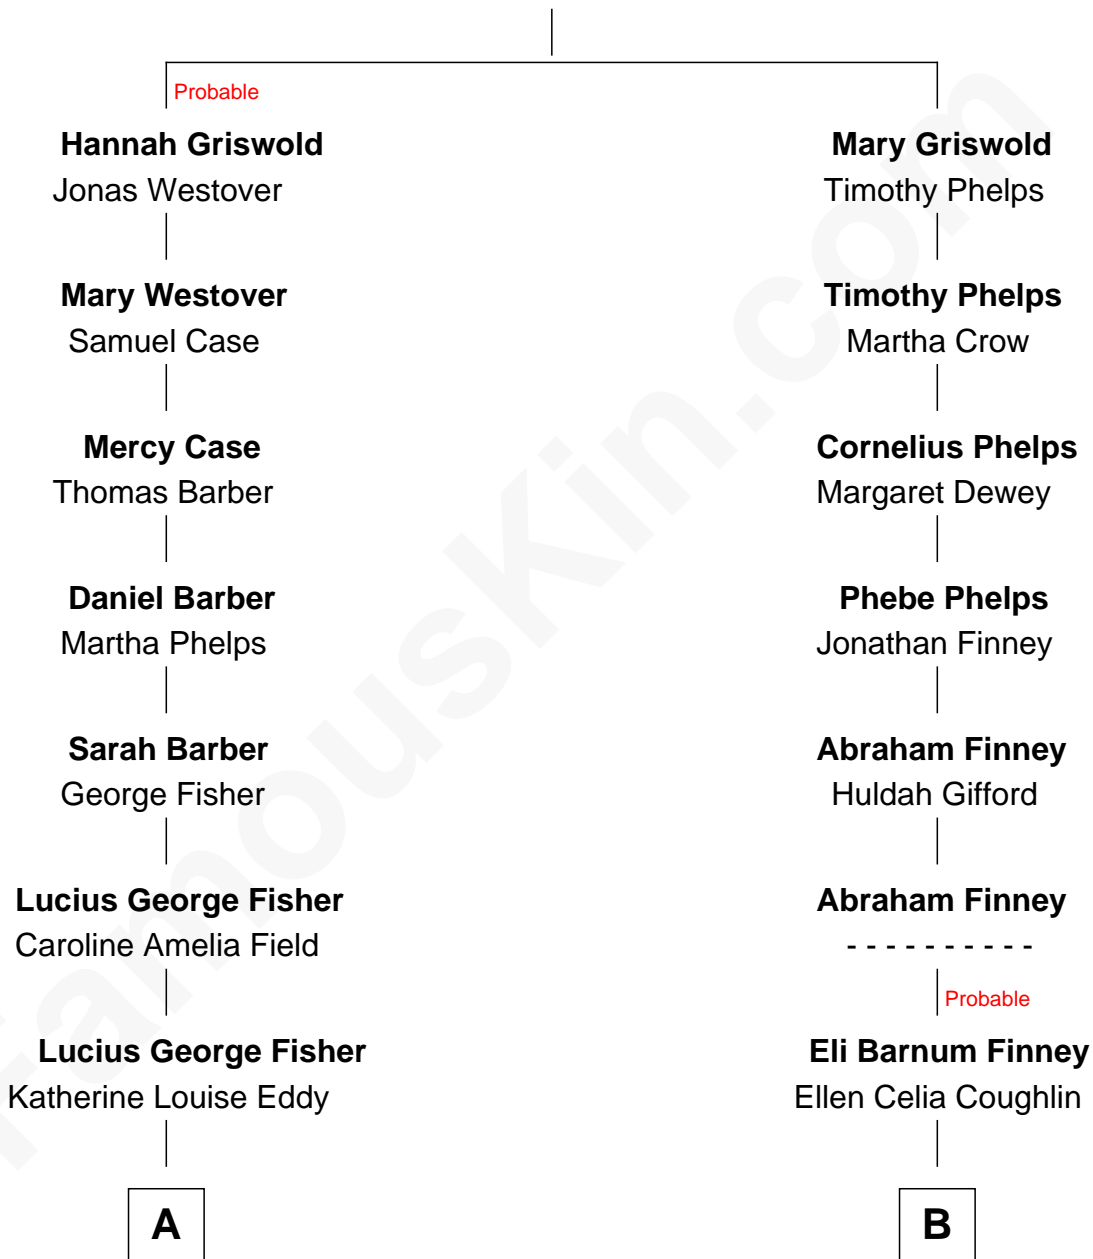 Probable
Hannah Griswold
Jonas Westover
Mary Westover
Samuel Case
Mercy Case
Thomas Barber
Daniel Barber
Martha Phelps
Sarah Barber
George Fisher
Lucius George Fisher
Caroline Amelia Field
Lucius George Fisher
Katherine Louise Eddy
A
Mary Griswold
Timothy Phelps
Timothy Phelps
Martha Crow
Cornelius Phelps
Margaret Dewey
Phebe Phelps
Jonathan Finney
Abraham Finney
Huldah Gifford
Abraham Finney
- - - - - - - - - -
Probable
Eli Barnum Finney
Ellen Celia Coughlin
B
FamousKin.com